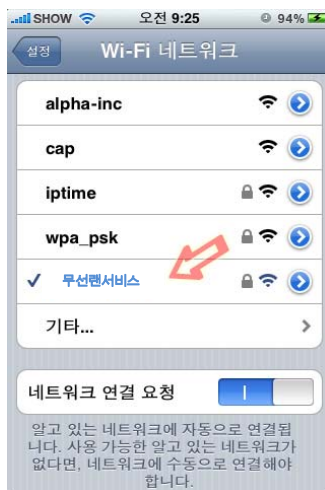 SHOW 오전 9:25 94%
설정 Wi-Fi 네트워크
alpha-inc
cap
iptime
wpa_psk
무선랜서비스
기타...
네트워크 연결 요청
알고 있는 네트워크에 자동으로 연결됩
니다. 사용 가능한 알고 있는 네트워크가
없다면, 네트워크에 수동으로 연결해야
합니다.